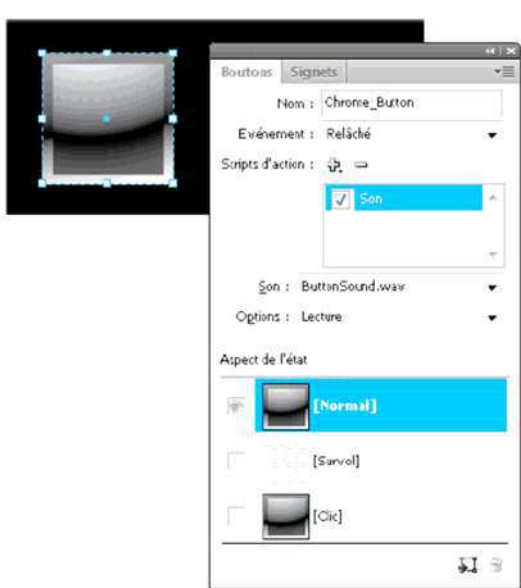 Boutons Signets
Nom : Chrome_Button
Evénement : Relâché
Scripts d'action :
Son
Son : ButtonSound.wav
Options : Lecture
Aspect de l'état
[Normal]
[Survol]
[Clic]